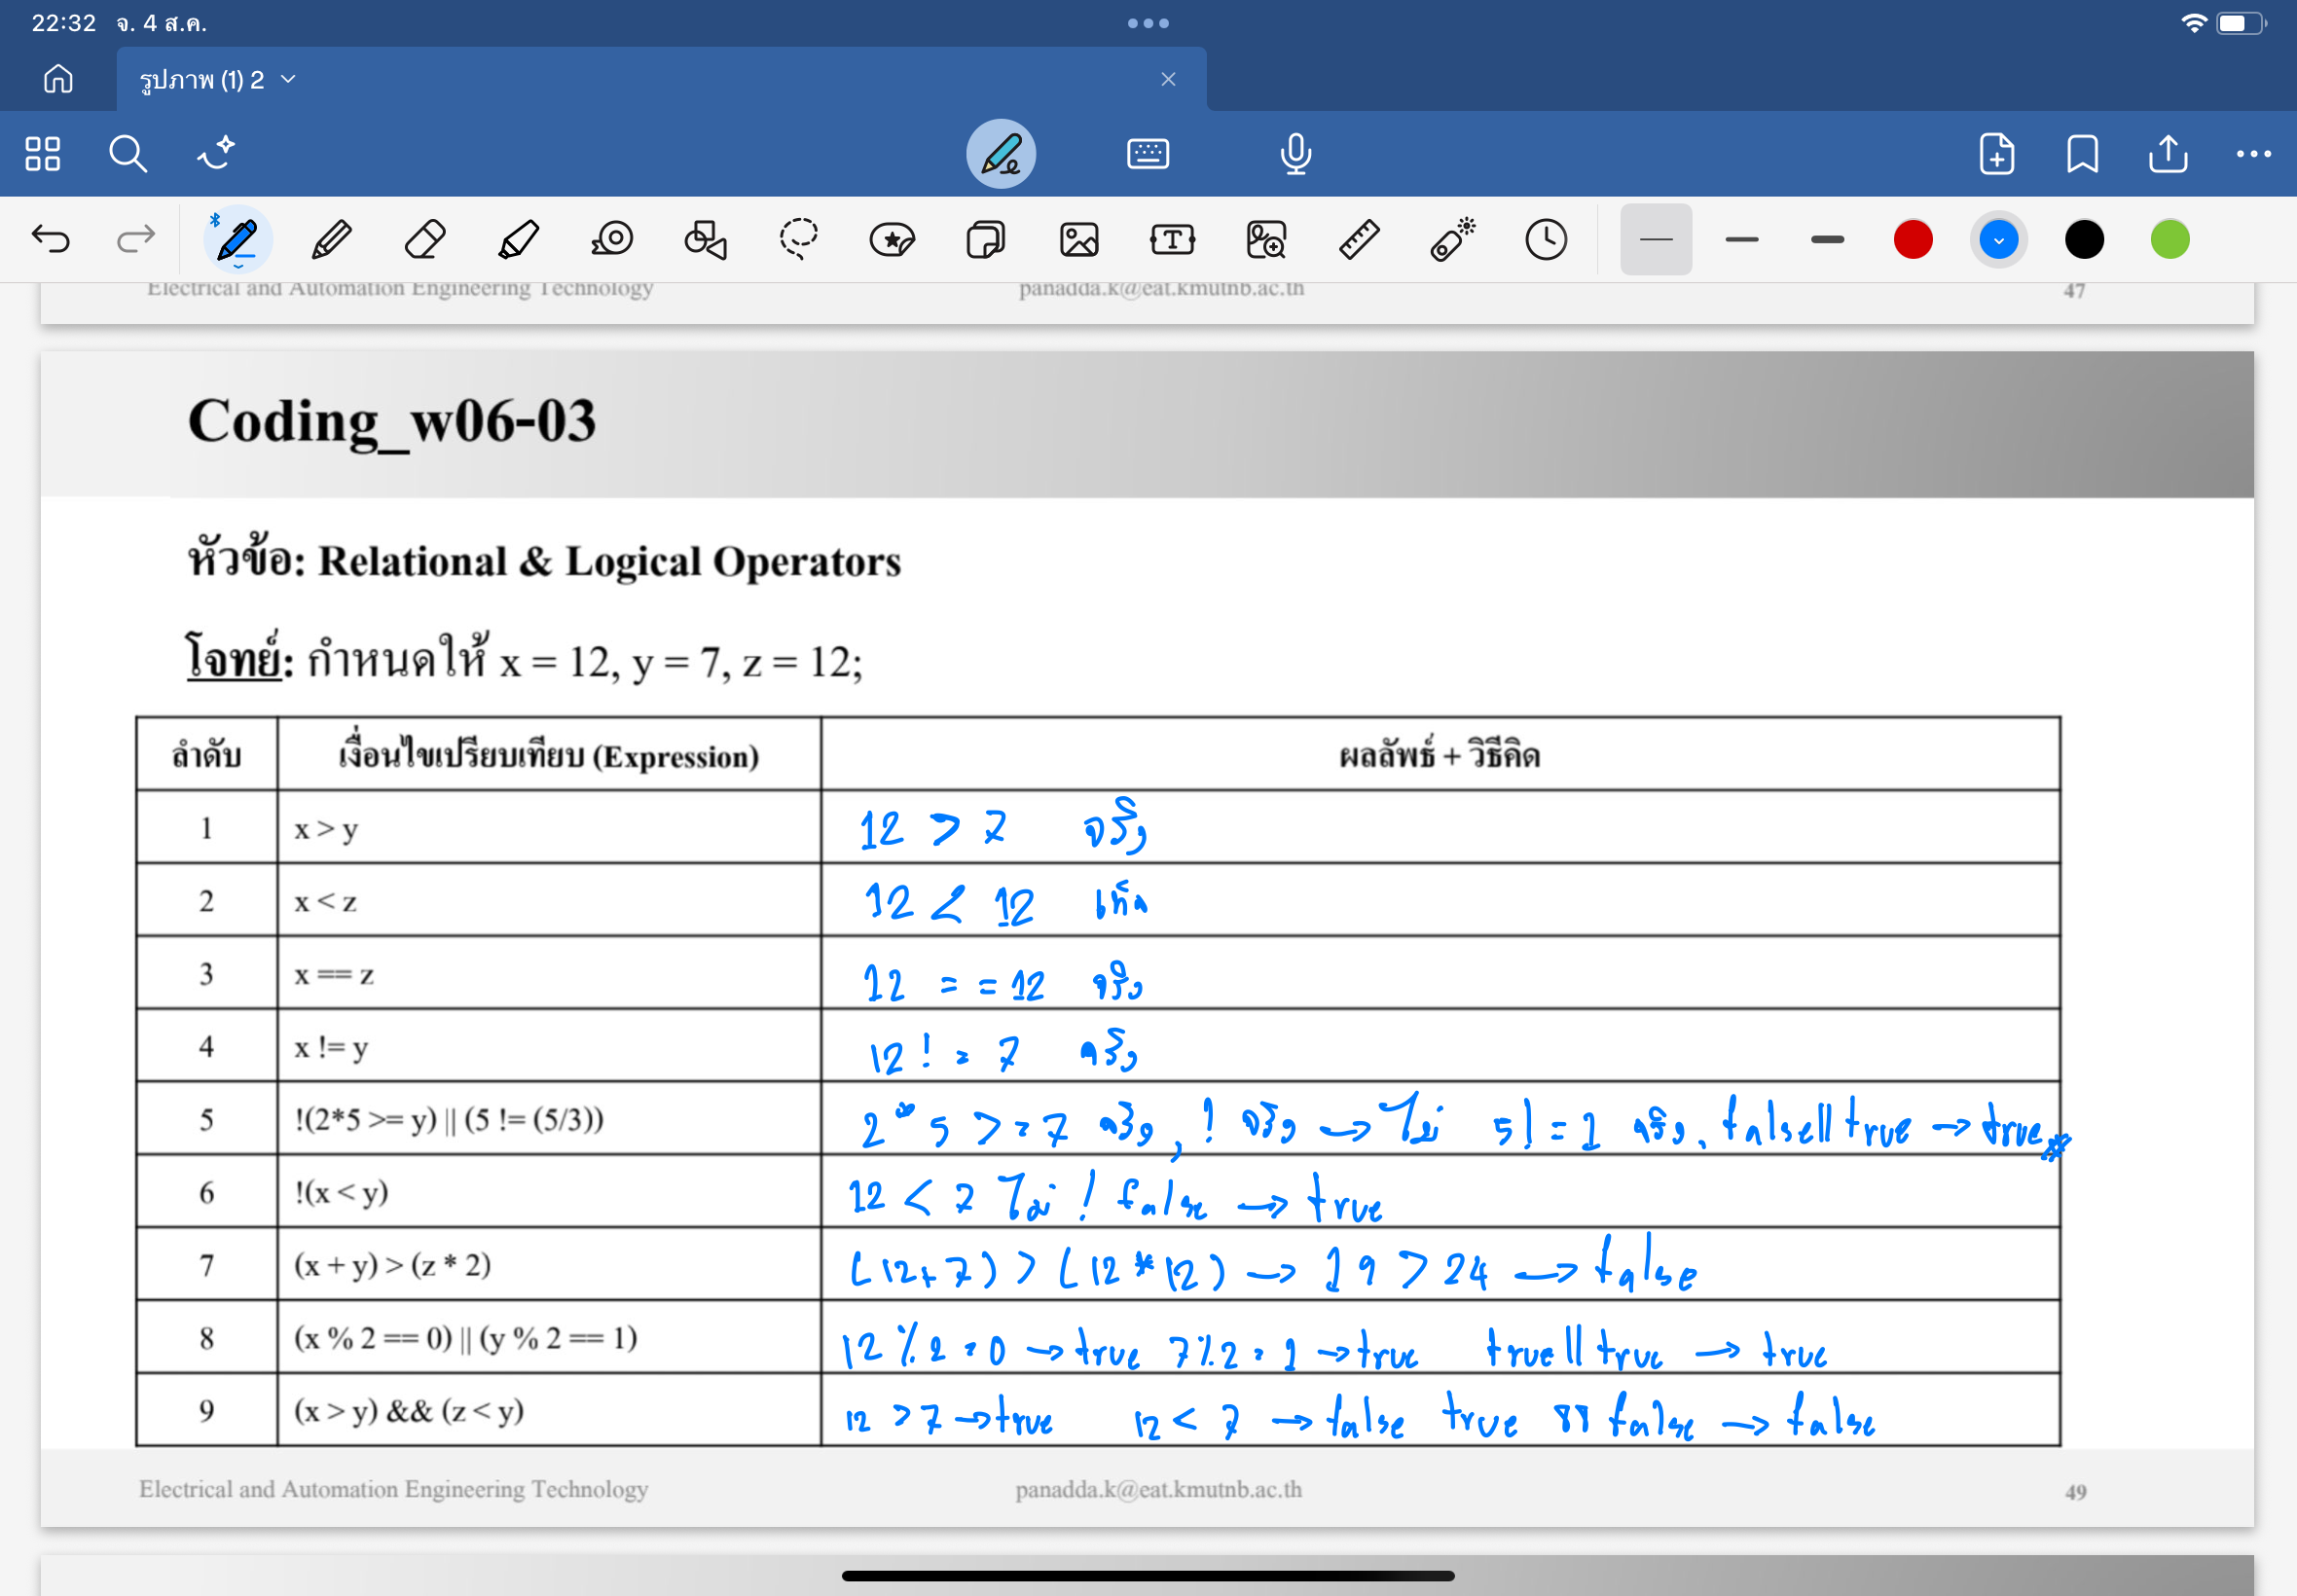 22:32 จ. 4 ส.ค.
รูปภาพ (1) 2
Electrical and Automation Engineering Technology panadda.k@eat.kmutnb.ac.th 47
Coding_w06-03
หัวข้อ: Relational & Logical Operators
โจทย์: กำหนดให้ x = 12, y = 7, z = 12;
ลำดับ เงื่อนไขเปรียบเทียบ (Expression) ผลลัพธ์ + วิธีคิด
1 x > y 12 > 7 จริง
2 x < z 12 < 12 เท็จ
3 x == z 12 = = 12 จริง
4 x != y 12 ! = 7 จริง
5 !(2*5 >= y) || (5 != (5/3)) 2 * 5 > = 7 จริง, ! จริง → ไม่ 5 ! = 1 จริง, false || true → true
6 !(x < y) 12 < 7 ไม่ ! false → true
7 (x + y) > (z * 2) (12 + 7) > (12 * 12) → 19 > 24 → false
8 (x % 2 == 0) || (y % 2 == 1) 12 % 2 = 0 → true 7 % 2 = 1 → true true || true → true
9 (x > y) && (z < y) 12 > 7 → true 12 < 7 → false true && false → false
Electrical and Automation Engineering Technology panadda.k@eat.kmutnb.ac.th 49